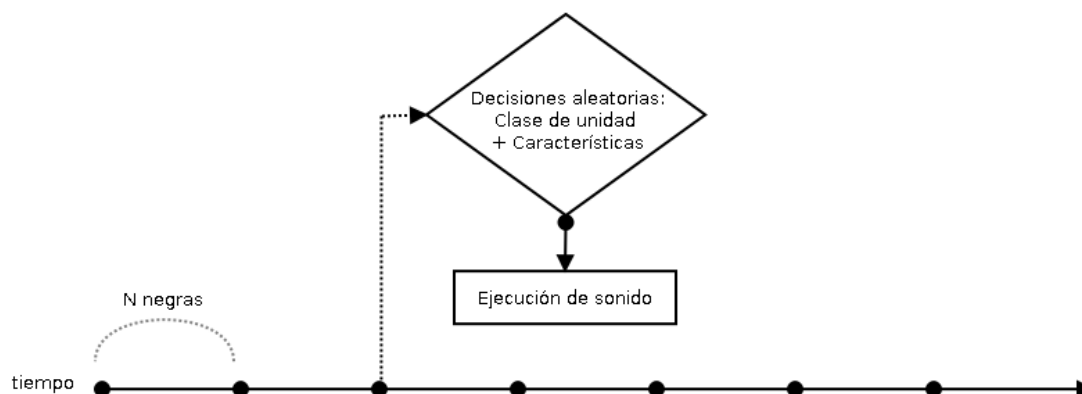 Decisiones aleatorias:
Clase de unidad
+ Características
Ejecución de sonido
N negras
tiempo